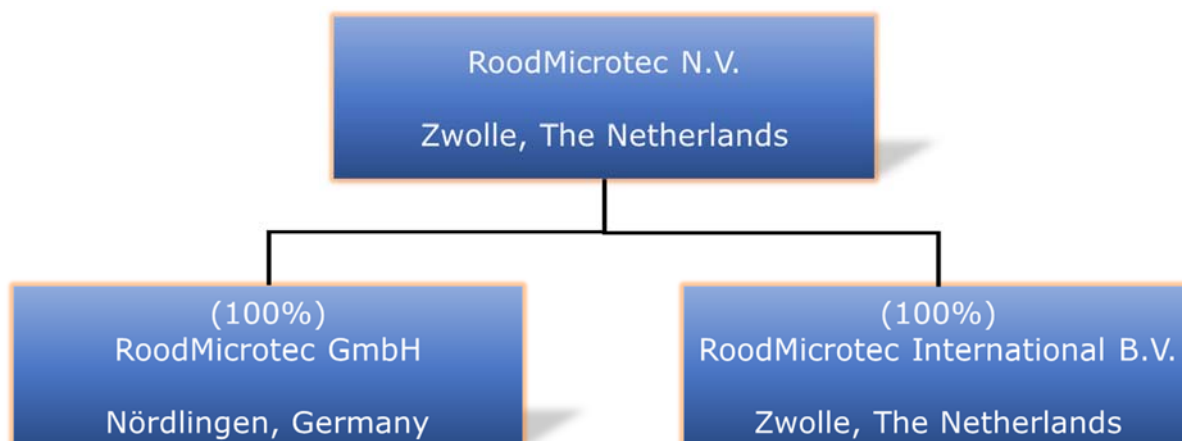 RoodMicrotec N.V.
Zwolle, The Netherlands
(100%)
RoodMicrotec GmbH
Nördlingen, Germany
(100%)
RoodMicrotec International B.V.
Zwolle, The Netherlands